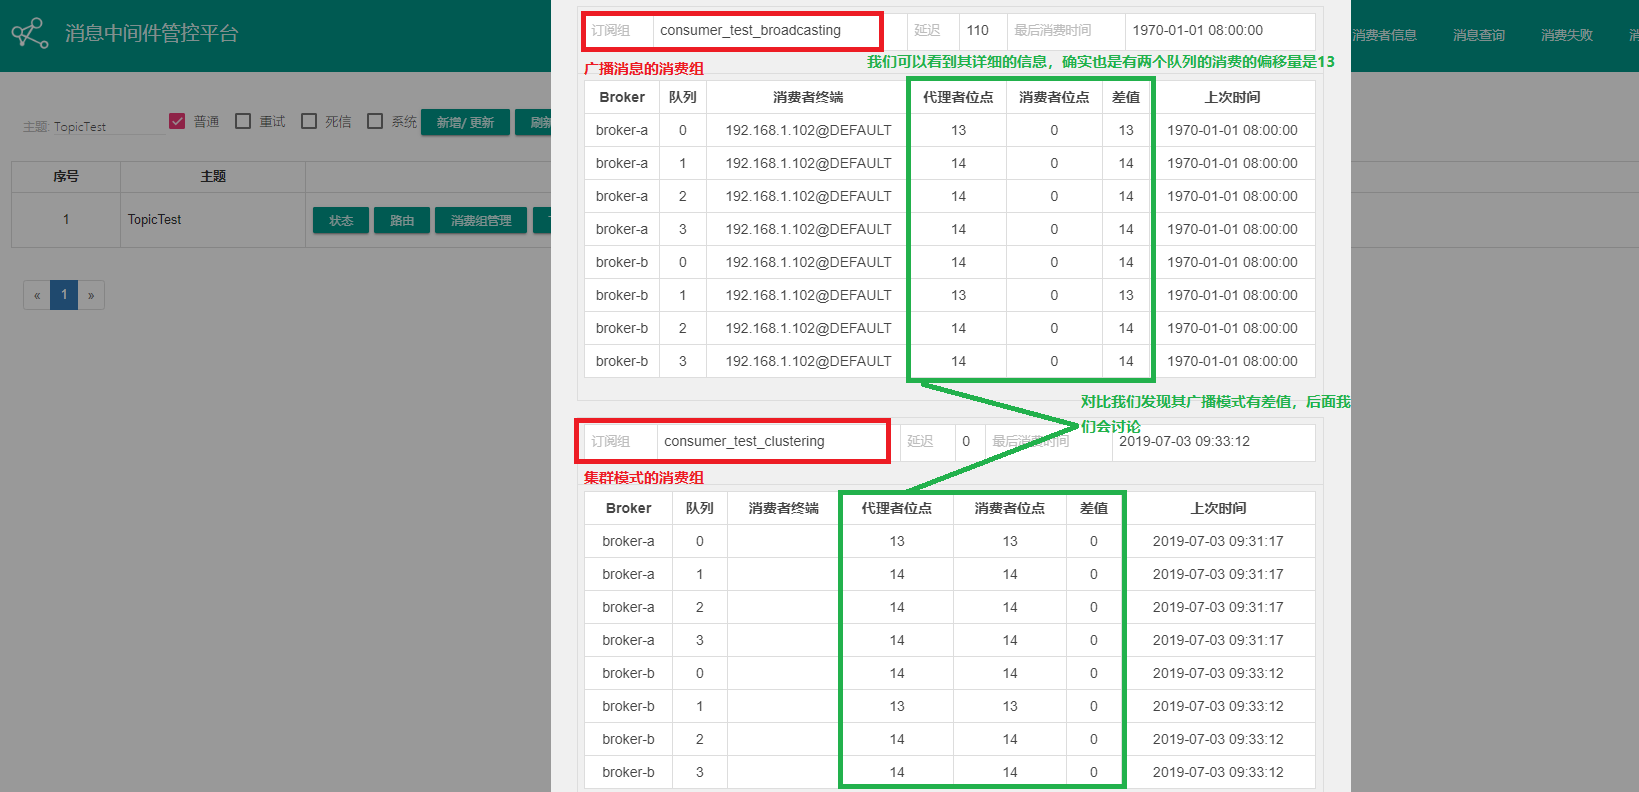 消息中间件管控平台
消费者信息 消息查询 消费失败 消
主题: TopicTest 普通 重试 死信 系统 新增/ 更新 刷新
序号 主题
1 TopicTest 状态 路由 消费组管理
« 1 »
订阅组 consumer_test_broadcasting 延迟 110 最后消费时间 1970-01-01 08:00:00
广播消息的消费组
我们可以看到其详细的信息，确实也是有两个队列的消费的偏移量是13
Broker 队列 消费者终端 代理者位点 消费者位点 差值 上次时间
broker-a 0 192.168.1.102@DEFAULT 13 0 13 1970-01-01 08:00:00
broker-a 1 192.168.1.102@DEFAULT 14 0 14 1970-01-01 08:00:00
broker-a 2 192.168.1.102@DEFAULT 14 0 14 1970-01-01 08:00:00
broker-a 3 192.168.1.102@DEFAULT 14 0 14 1970-01-01 08:00:00
broker-b 0 192.168.1.102@DEFAULT 14 0 14 1970-01-01 08:00:00
broker-b 1 192.168.1.102@DEFAULT 13 0 13 1970-01-01 08:00:00
broker-b 2 192.168.1.102@DEFAULT 14 0 14 1970-01-01 08:00:00
broker-b 3 192.168.1.102@DEFAULT 14 0 14 1970-01-01 08:00:00
对比我们发现其广播模式有差值，后面我
们会讨论
订阅组 consumer_test_clustering 延迟 0 最后消费时间 2019-07-03 09:33:12
集群模式的消费组
Broker 队列 消费者终端 代理者位点 消费者位点 差值 上次时间
broker-a 0 13 13 0 2019-07-03 09:31:17
broker-a 1 14 14 0 2019-07-03 09:31:17
broker-a 2 14 14 0 2019-07-03 09:31:17
broker-a 3 14 14 0 2019-07-03 09:31:17
broker-b 0 14 14 0 2019-07-03 09:33:12
broker-b 1 13 13 0 2019-07-03 09:33:12
broker-b 2 14 14 0 2019-07-03 09:33:12
broker-b 3 14 14 0 2019-07-03 09:33:12